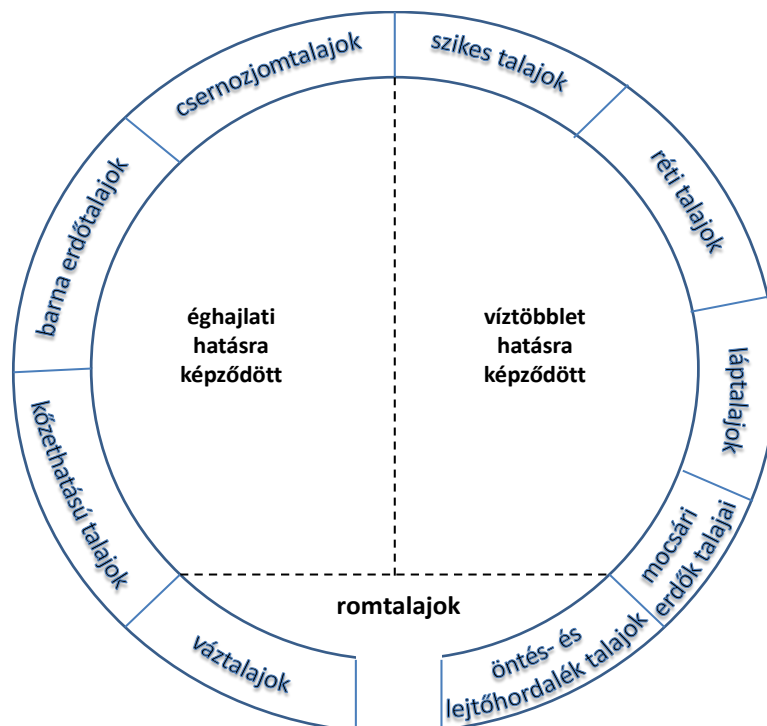 csernozjomtalajok
szikes talajok
réti talajok
barna erdőtalajok
éghajlati
hatásra
képződött
víztöbblet
hatásra
képződött
láptalajok
kőzethatású talajok
mocsári
erdők talajai
romtalajok
váztalajok
öntés- és
lejtőhordalék talajok